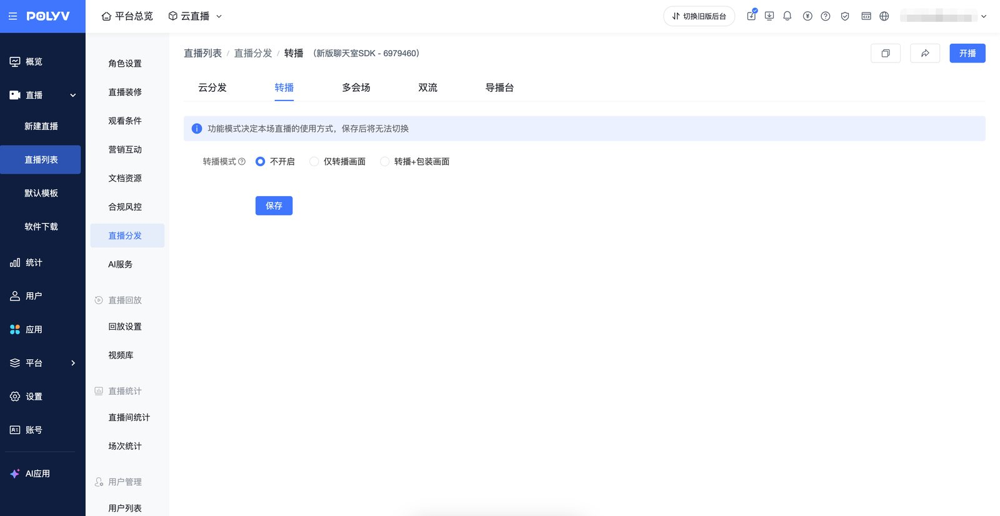 POLYV
平台总览
云直播
切换旧版后台
概览
直播
新建直播
直播列表
默认模板
软件下载
统计
用户
应用
平台
设置
账号
AI应用
角色设置
直播装修
观看条件
营销互动
文档资源
合规风控
直播分发
AI服务
直播回放
回放设置
视频库
直播统计
直播间统计
场次统计
用户管理
用户列表
直播列表 / 直播分发 / 转播 (新版聊天室SDK - 6979460)
开播
云分发
转播
多会场
双流
导播台
功能模式决定本场直播的使用方式，保存后将无法切换
转播模式 不开启 仅转播画面 转播+包装画面
保存